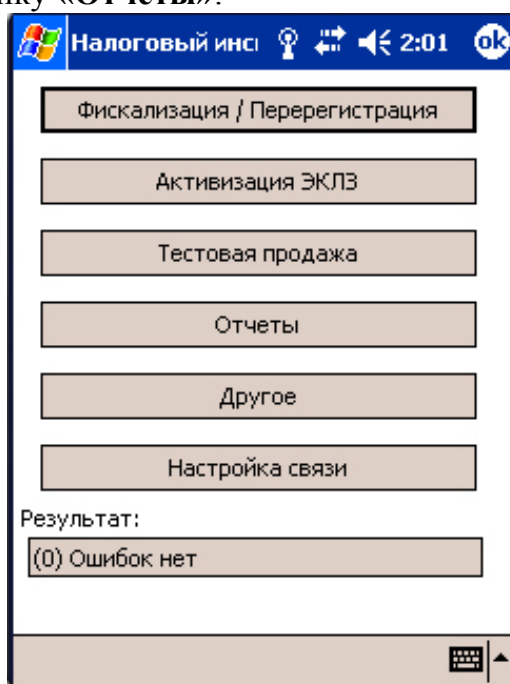 «Отчеты».
Налоговый инс 2:01 ok
Фискализация / Перерегистрация
Активизация ЭКЛЗ
Тестовая продажа
Отчеты
Другое
Настройка связи
Результат:
(0) Ошибок нет